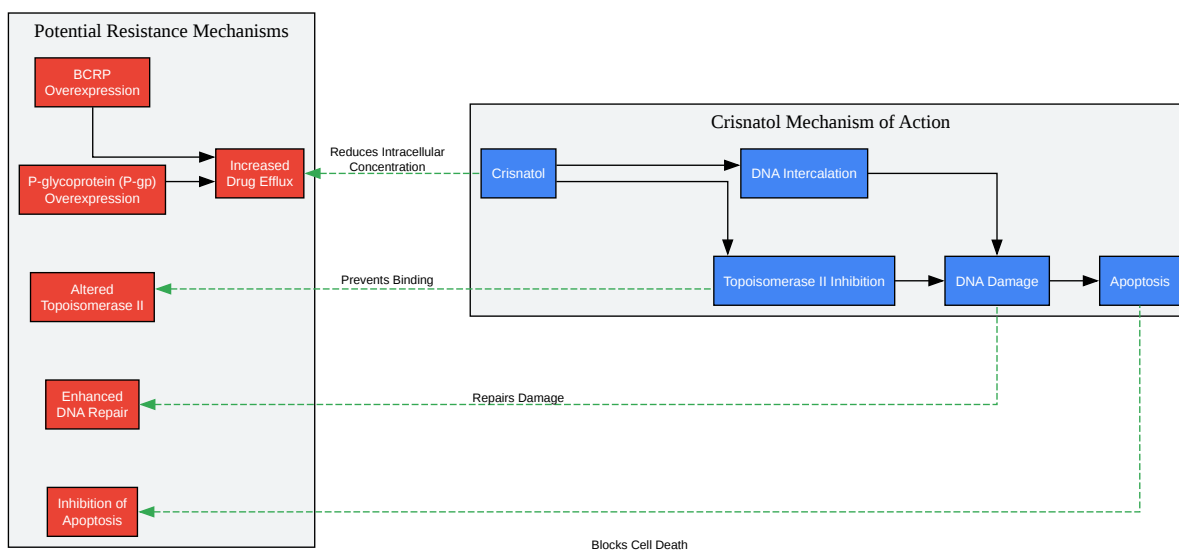 Potential Resistance Mechanisms
BCRP
Overexpression
P-glycoprotein (P-gp)
Overexpression
Increased
Drug Efflux
Altered
Topoisomerase II
Enhanced
DNA Repair
Inhibition of
Apoptosis
Reduces Intracellular
Concentration
Prevents Binding
Repairs Damage
Blocks Cell Death
Crisnatol Mechanism of Action
Crisnatol
DNA Intercalation
Topoisomerase II Inhibition
DNA Damage
Apoptosis